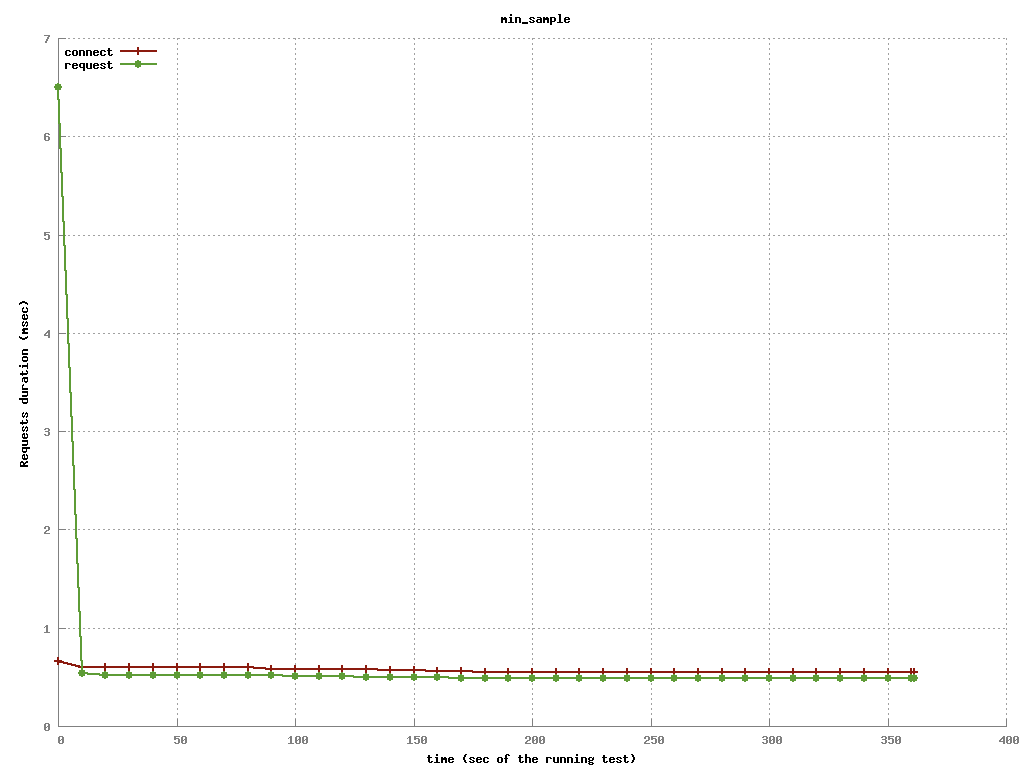 min_sample
7
connect
request
6
5
4
3
2
1
0
Requests duration (msec)
0 50 100 150 200 250 300 350 400
time (sec of the running test)